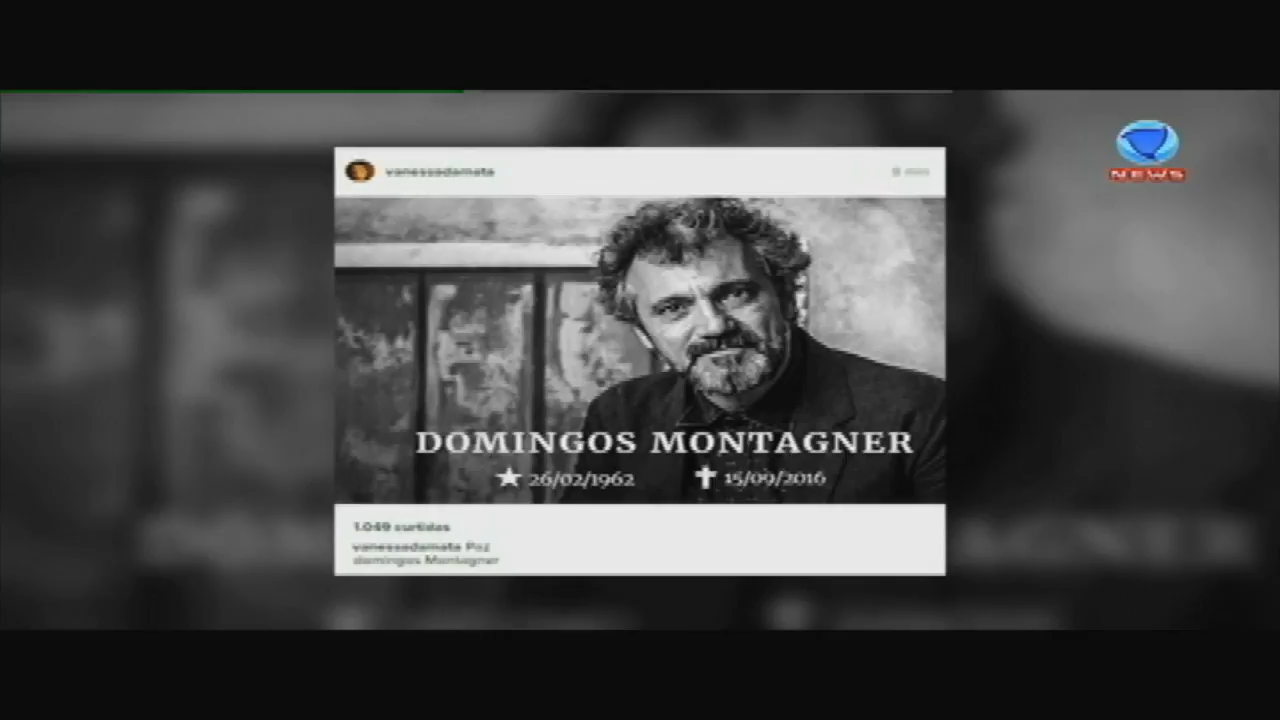 vanessadamata
NEWS
DOMINGOS MONTAGNER
26/02/1962
15/09/2016
1.049 curtidas
vanessadamata Paz
domingos Montagner